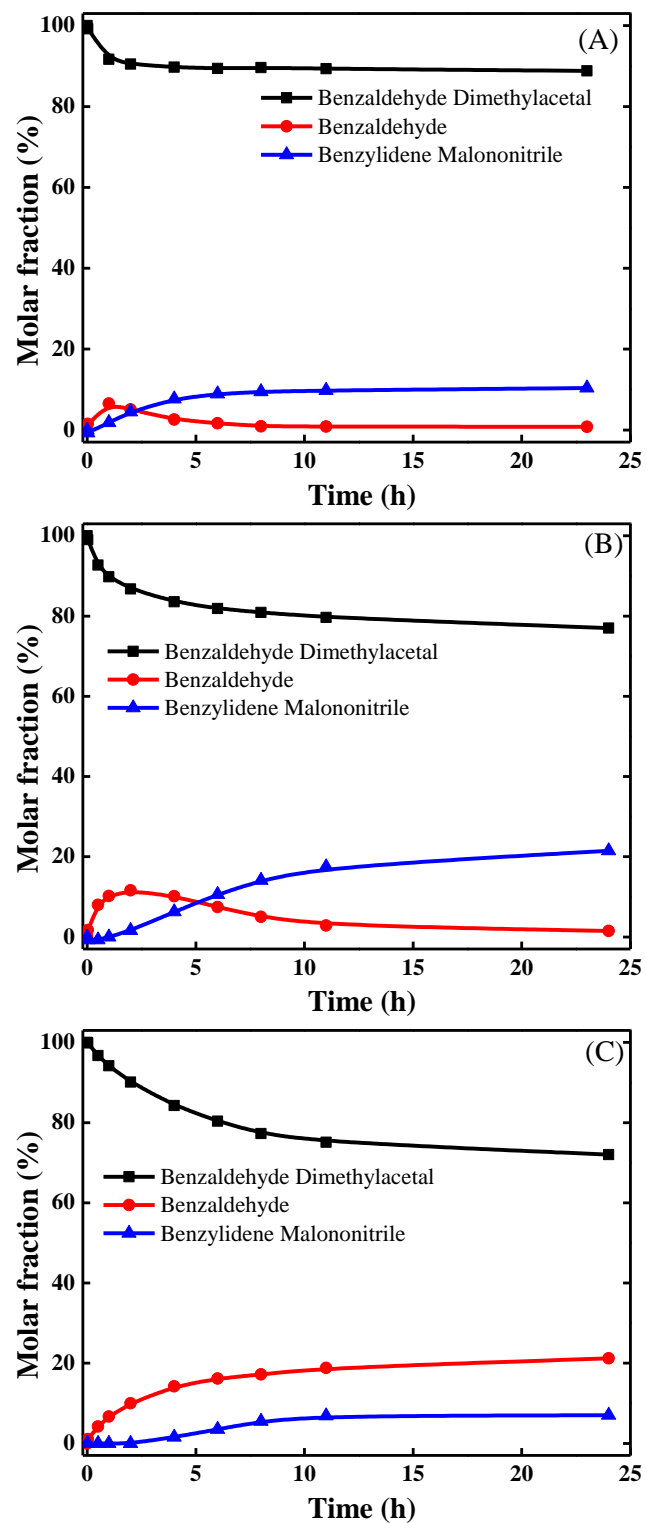 (A)
100
80
60
40
20
0
Molar fraction (%)
Benzaldehyde Dimethylacetal
Benzaldehyde
Benzylidene Malononitrile
0 5 10 15 20 25
Time (h)
(B)
100
80
60
40
20
0
Molar fraction (%)
Benzaldehyde Dimethylacetal
Benzaldehyde
Benzylidene Malononitrile
0 5 10 15 20 25
Time (h)
(C)
100
80
60
40
20
0
Molar fraction (%)
Benzaldehyde Dimethylacetal
Benzaldehyde
Benzylidene Malononitrile
0 5 10 15 20 25
Time (h)